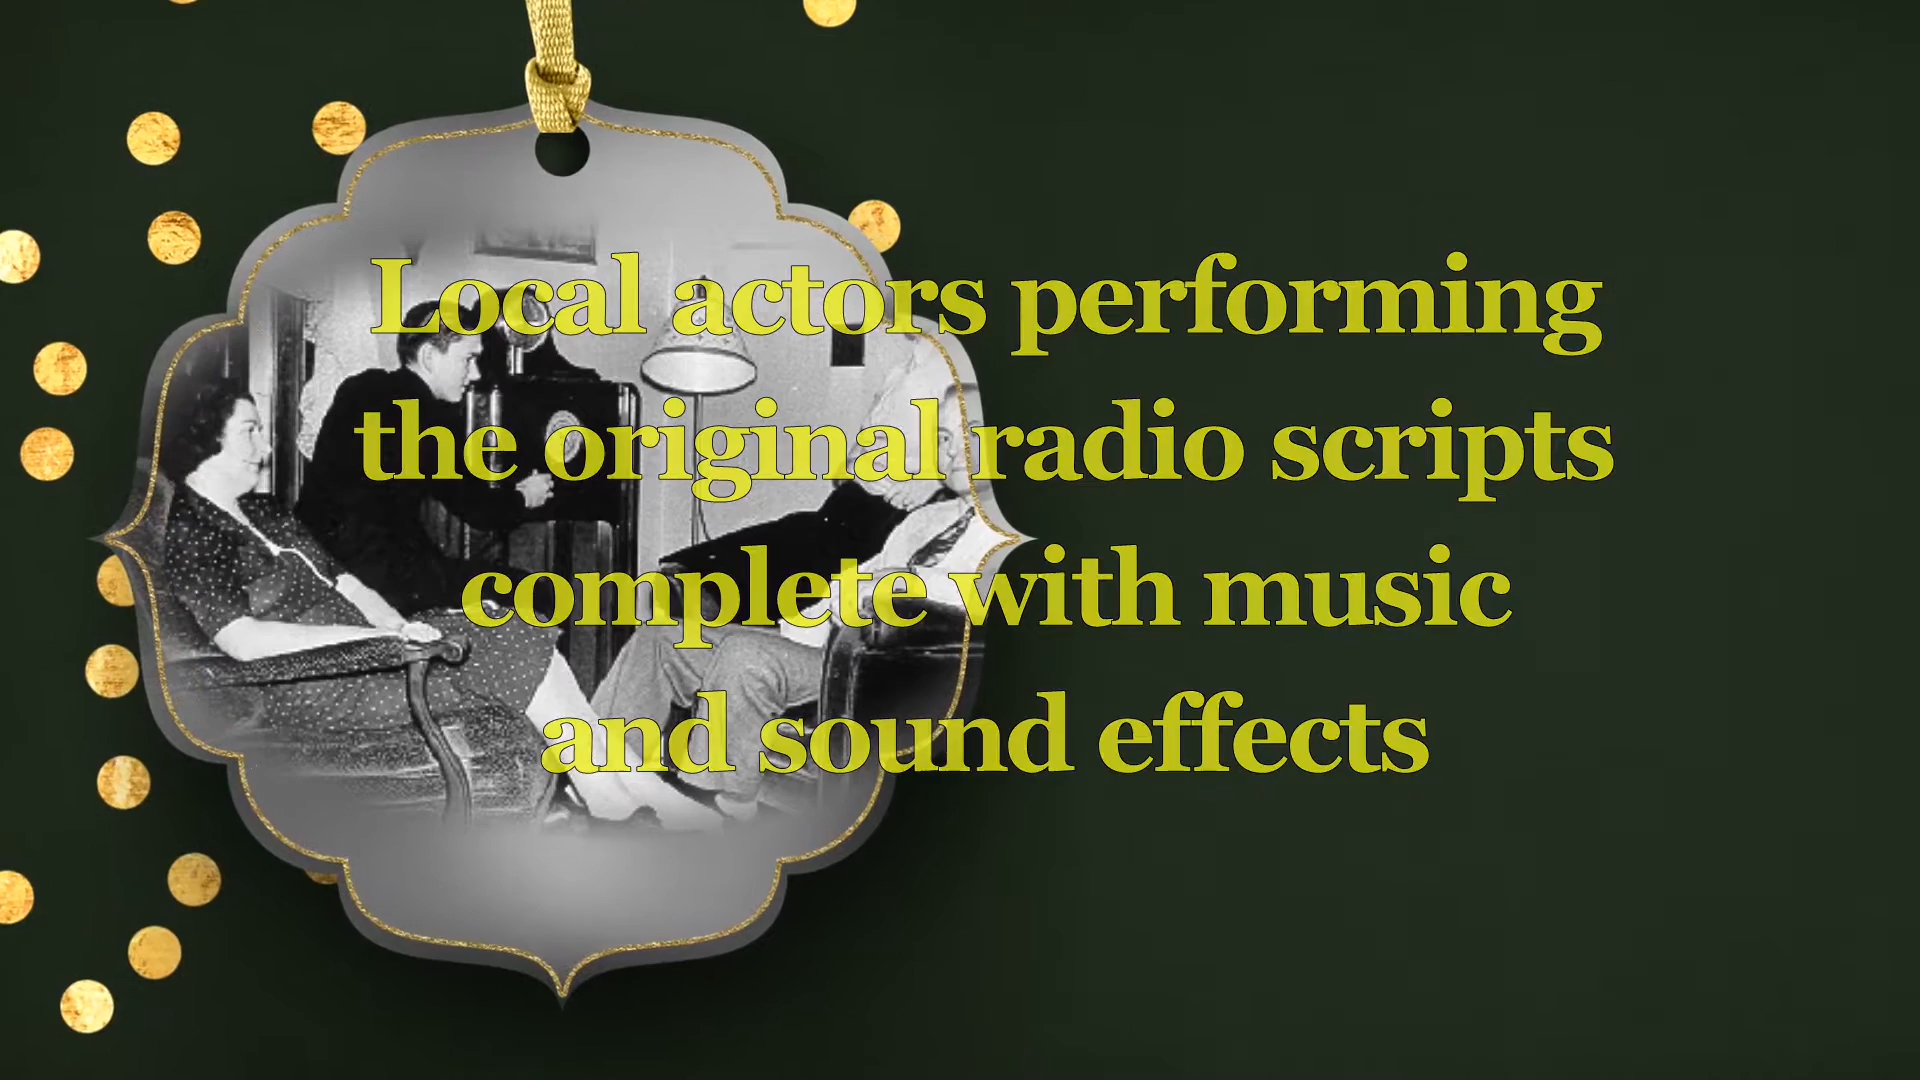 Local actors performing
the original radio scripts
complete with music
and sound effects